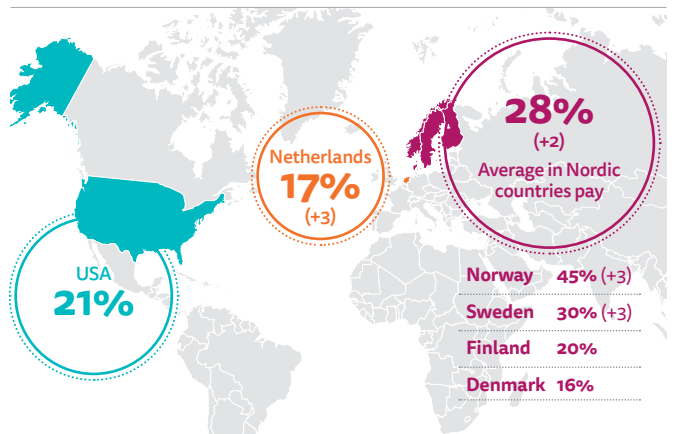 USA
21%
Netherlands
17%
(+3)
28%
(+2)
Average in Nordic
countries pay
Norway 45% (+3)
Sweden 30% (+3)
Finland 20%
Denmark 16%